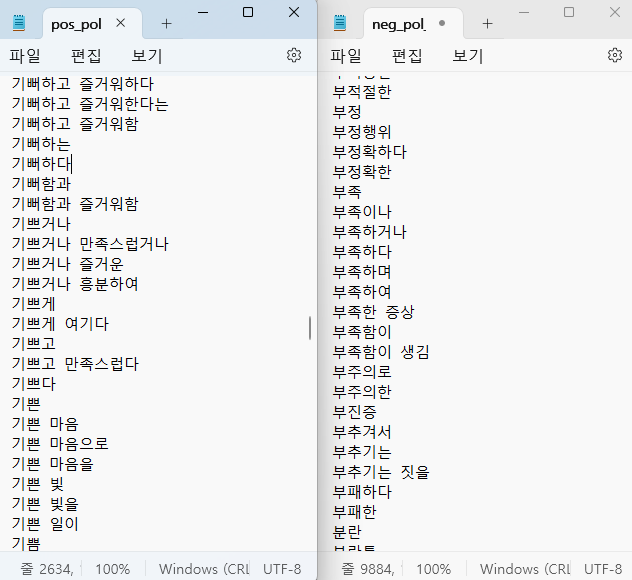 pos_pol
neg_pol_
파일 편집 보기
파일 편집 보기
기뻐하고 즐거워하다
기뻐하고 즐거워한다는
기뻐하고 즐거워함
기뻐하는
기뻐하다
기뻐함과
기뻐함과 즐거워함
기쁘거나
기쁘거나 만족스럽거나
기쁘거나 즐거운
기쁘거나 흥분하여
기쁘게
기쁘게 여기다
기쁘고
기쁘고 만족스럽다
기쁘다
기쁜
기쁜 마음
기쁜 마음으로
기쁜 마음을
기쁜 빛
기쁜 빛을
기쁜 일이
기쁨
줄 2634,
100%
Windows (CRL
UTF-8
부적절한
부정
부정행위
부정확하다
부정확한
부족
부족이나
부족하거나
부족하다
부족하며
부족하여
부족한 증상
부족함이
부족함이 생김
부주의로
부주의한
부진증
부추겨서
부추기는
부추기는 짓을
부패하다
부패한
분란
줄 9884,
100%
Windows (CRL
UTF-8